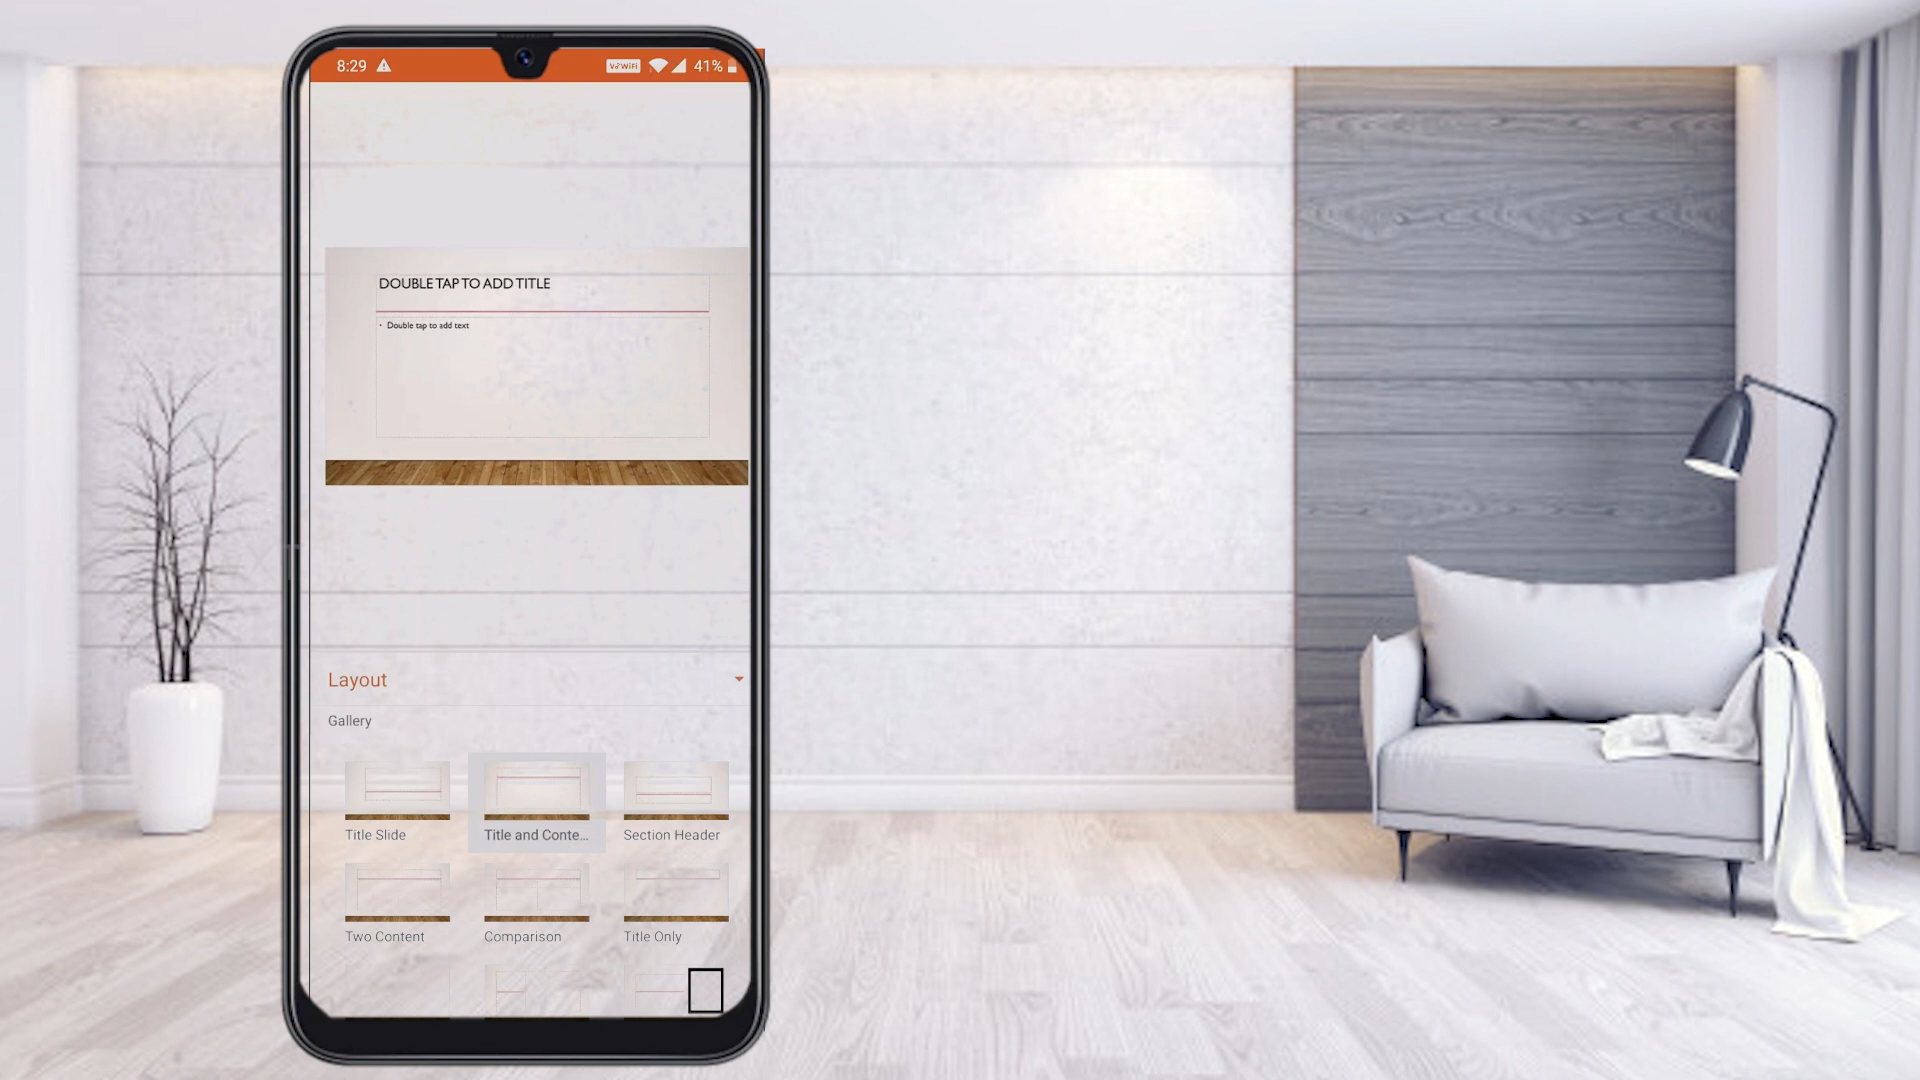 8:29
VoWiFi
41%
DOUBLE TAP TO ADD TITLE
• Double tap to add text
Layout
Gallery
Title Slide
Title and Conte...
Section Header
Two Content
Comparison
Title Only